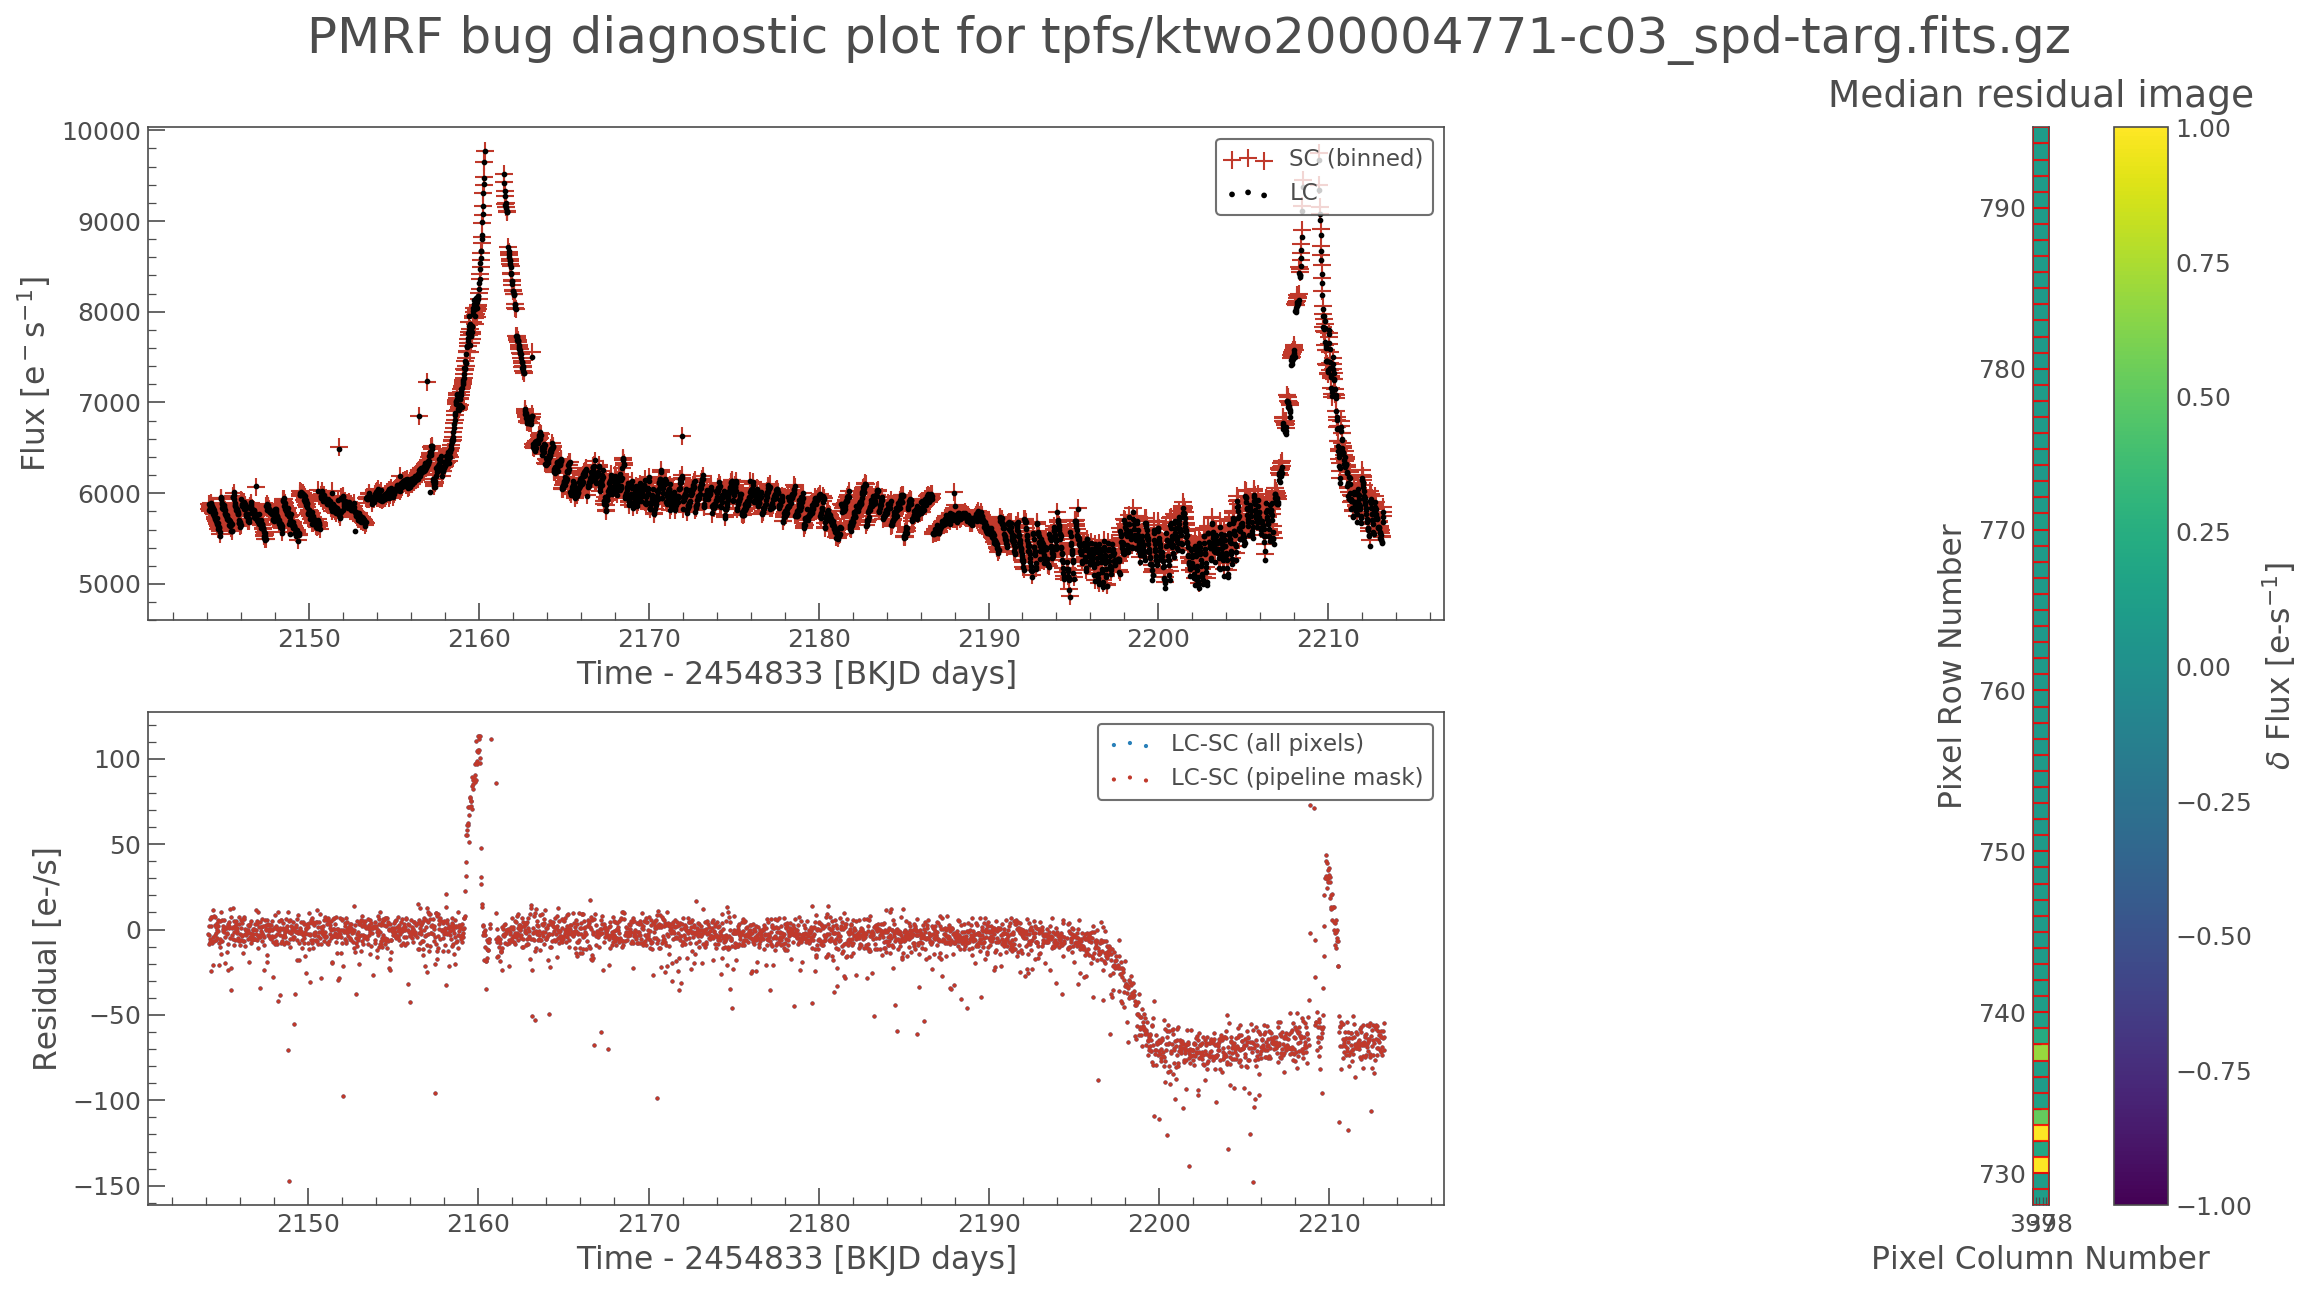 PMRF bug diagnostic plot for tpfs/ktwo200004771-c03_spd-targ.fits.gz
10000
9000
8000
7000
6000
5000
Flux [e⁻ s⁻¹]
SC (binned)
LC
2150 2160 2170 2180 2190 2200 2210
Time - 2454833 [BKJD days]
100
50
0
−50
−100
−150
Residual [e-/s]
LC-SC (all pixels)
LC-SC (pipeline mask)
2150 2160 2170 2180 2190 2200 2210
Time - 2454833 [BKJD days]
Median residual image
790
780
770
760
750
740
730
Pixel Row Number
397 398
Pixel Column Number
1.00
0.75
0.50
0.25
0.00
−0.25
−0.50
−0.75
−1.00
δ Flux [e-s⁻¹]